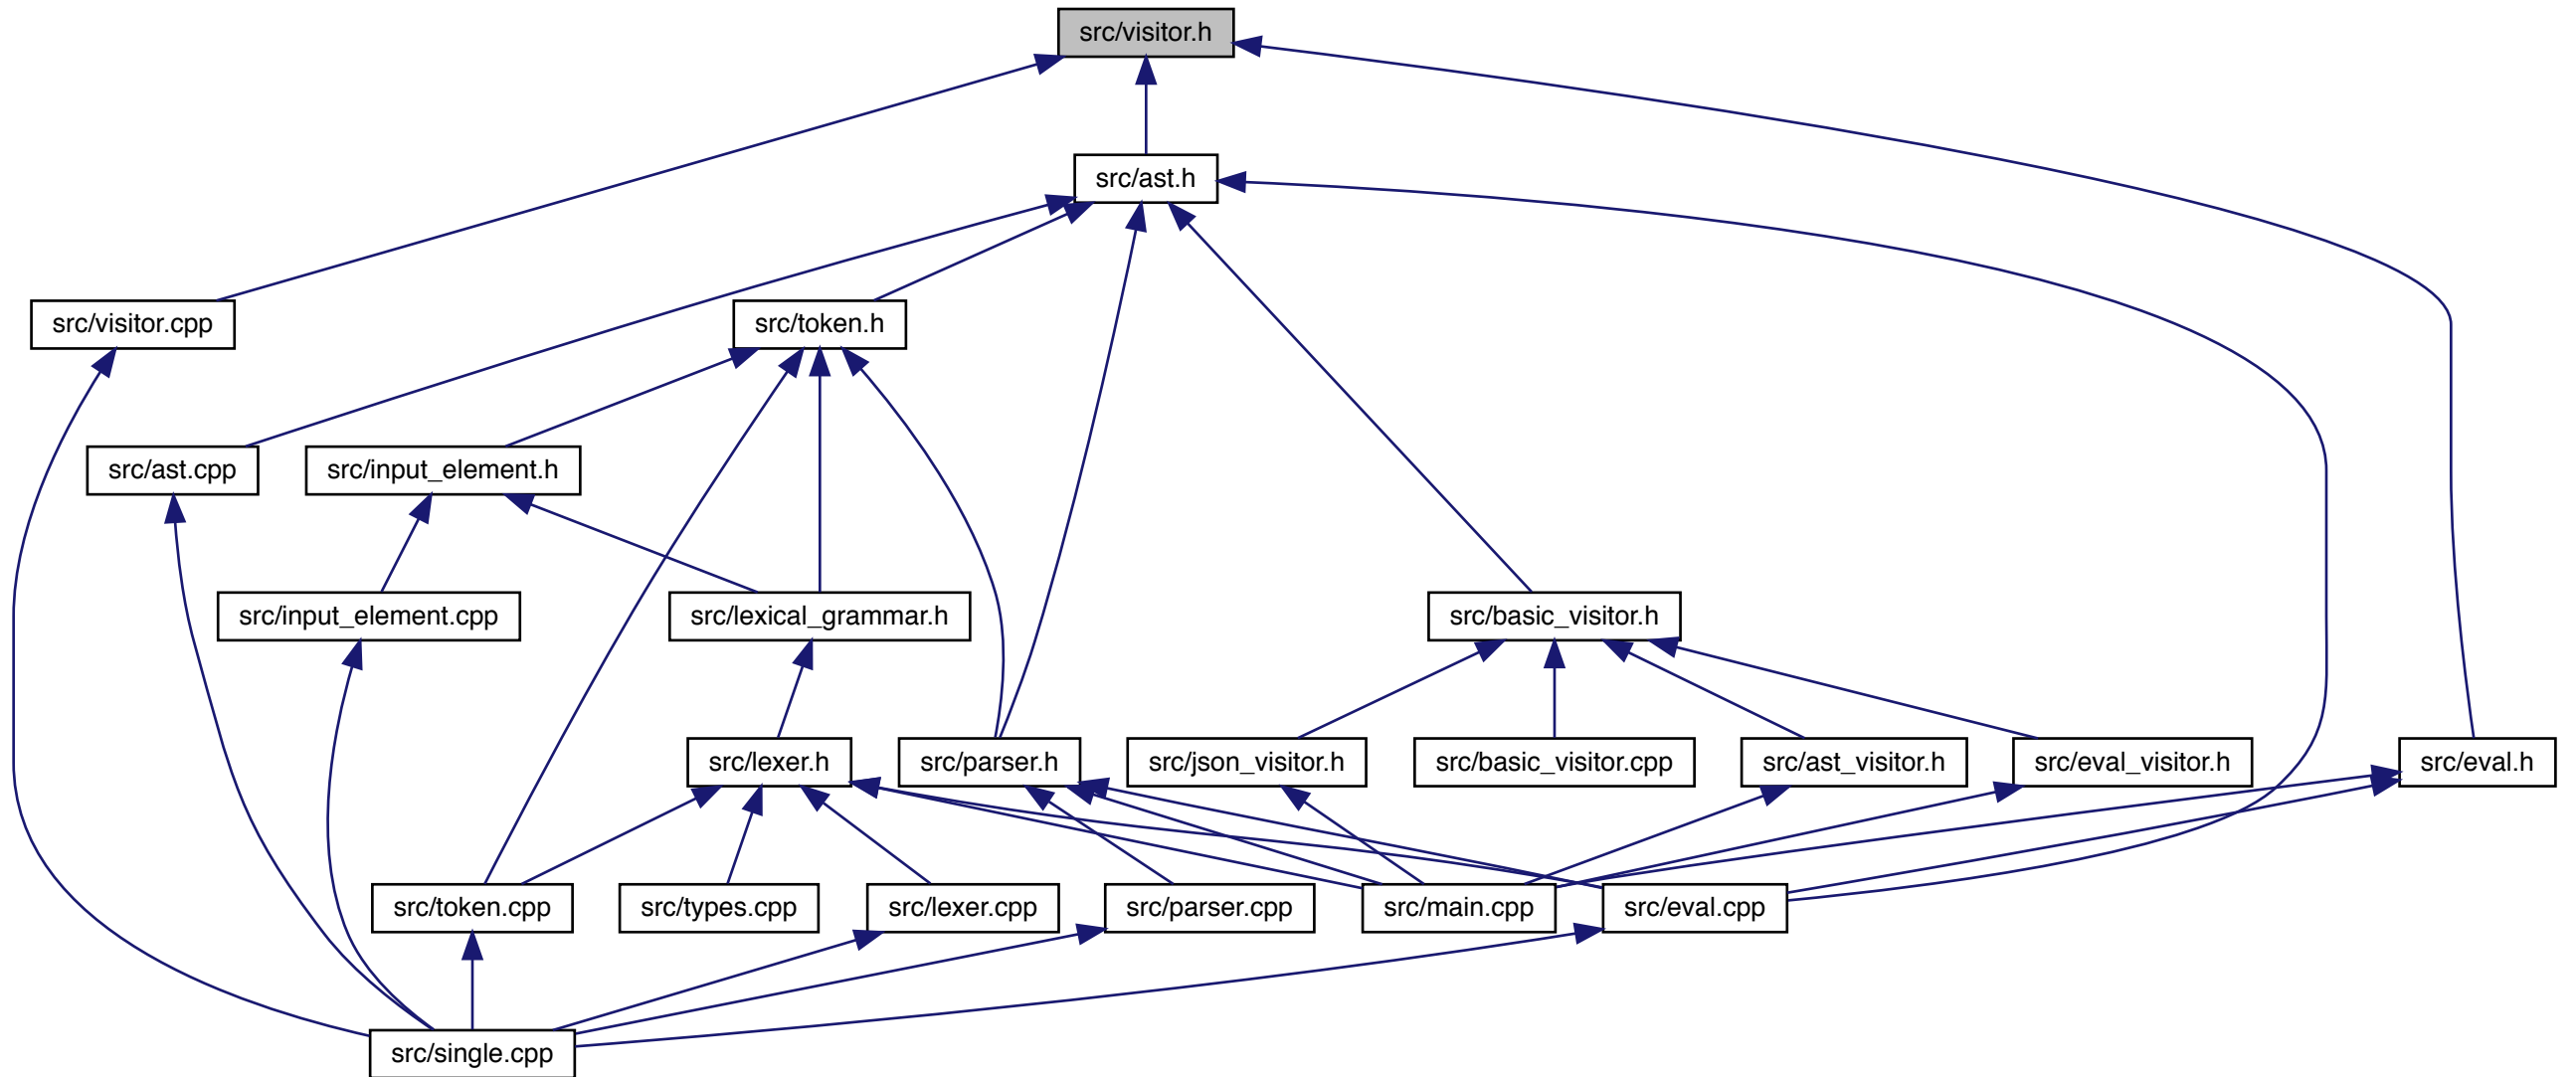 src/visitor.h
src/ast.h
src/visitor.cpp
src/token.h
src/ast.cpp
src/input_element.h
src/input_element.cpp
src/lexical_grammar.h
src/basic_visitor.h
src/lexer.h
src/parser.h
src/json_visitor.h
src/basic_visitor.cpp
src/ast_visitor.h
src/eval_visitor.h
src/eval.h
src/token.cpp
src/types.cpp
src/lexer.cpp
src/parser.cpp
src/main.cpp
src/eval.cpp
src/single.cpp